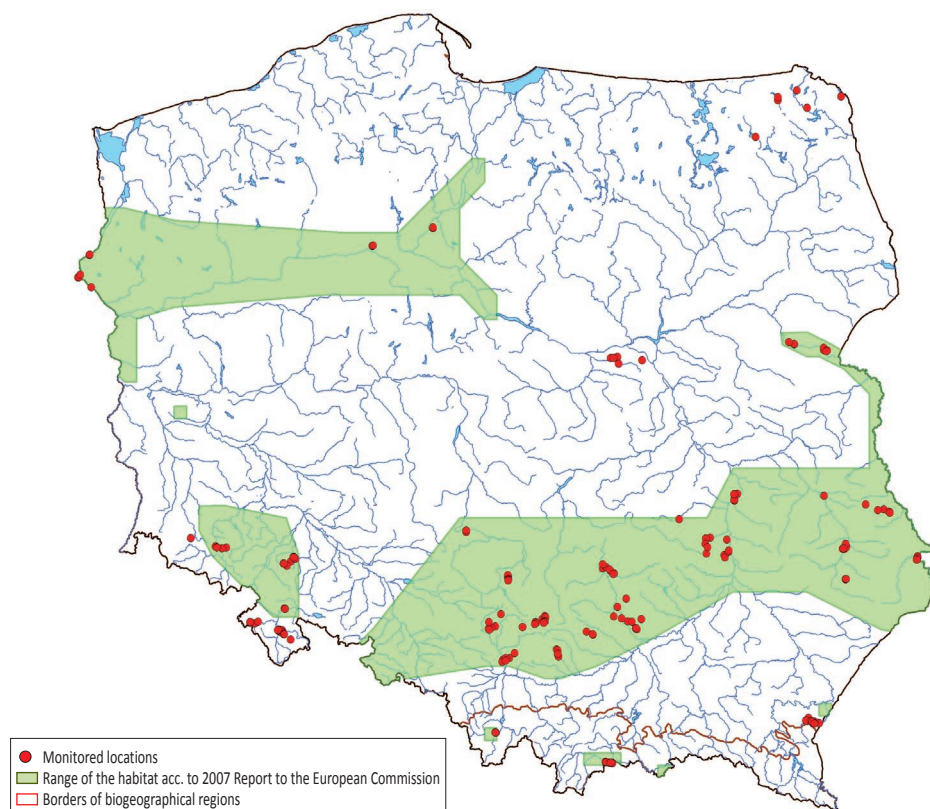 Monitored locations
Range of the habitat acc. to 2007 Report to the European Commission
Borders of biogeographical regions